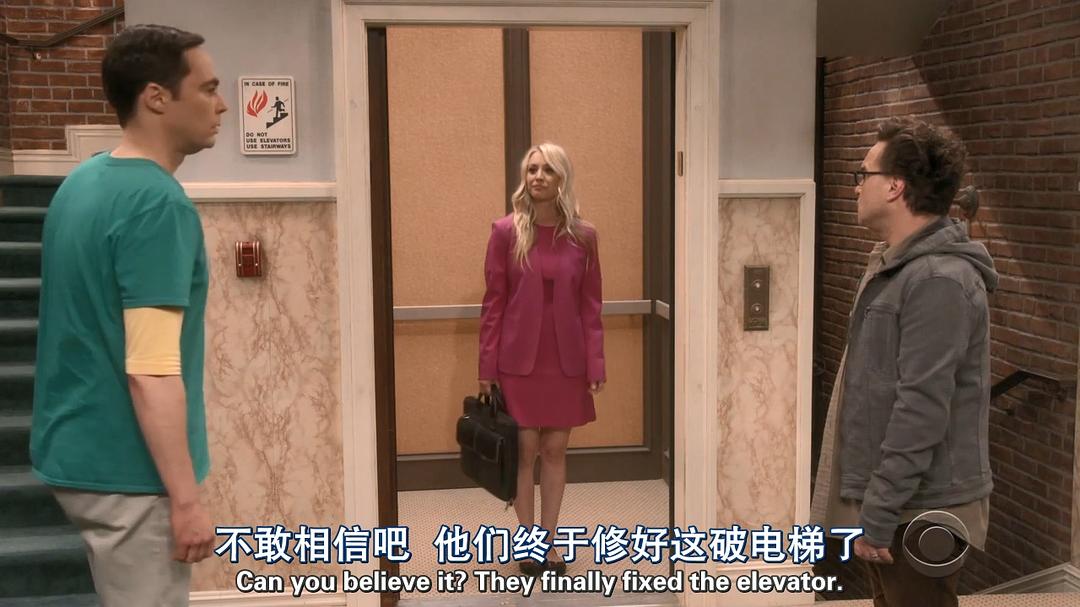 IN CASE OF FIRE
DO NOT
USE ELEVATORS
USE STAIRWAYS
不敢相信吧 他们终于修好这破电梯了
Can you believe it? They finally fixed the elevator.